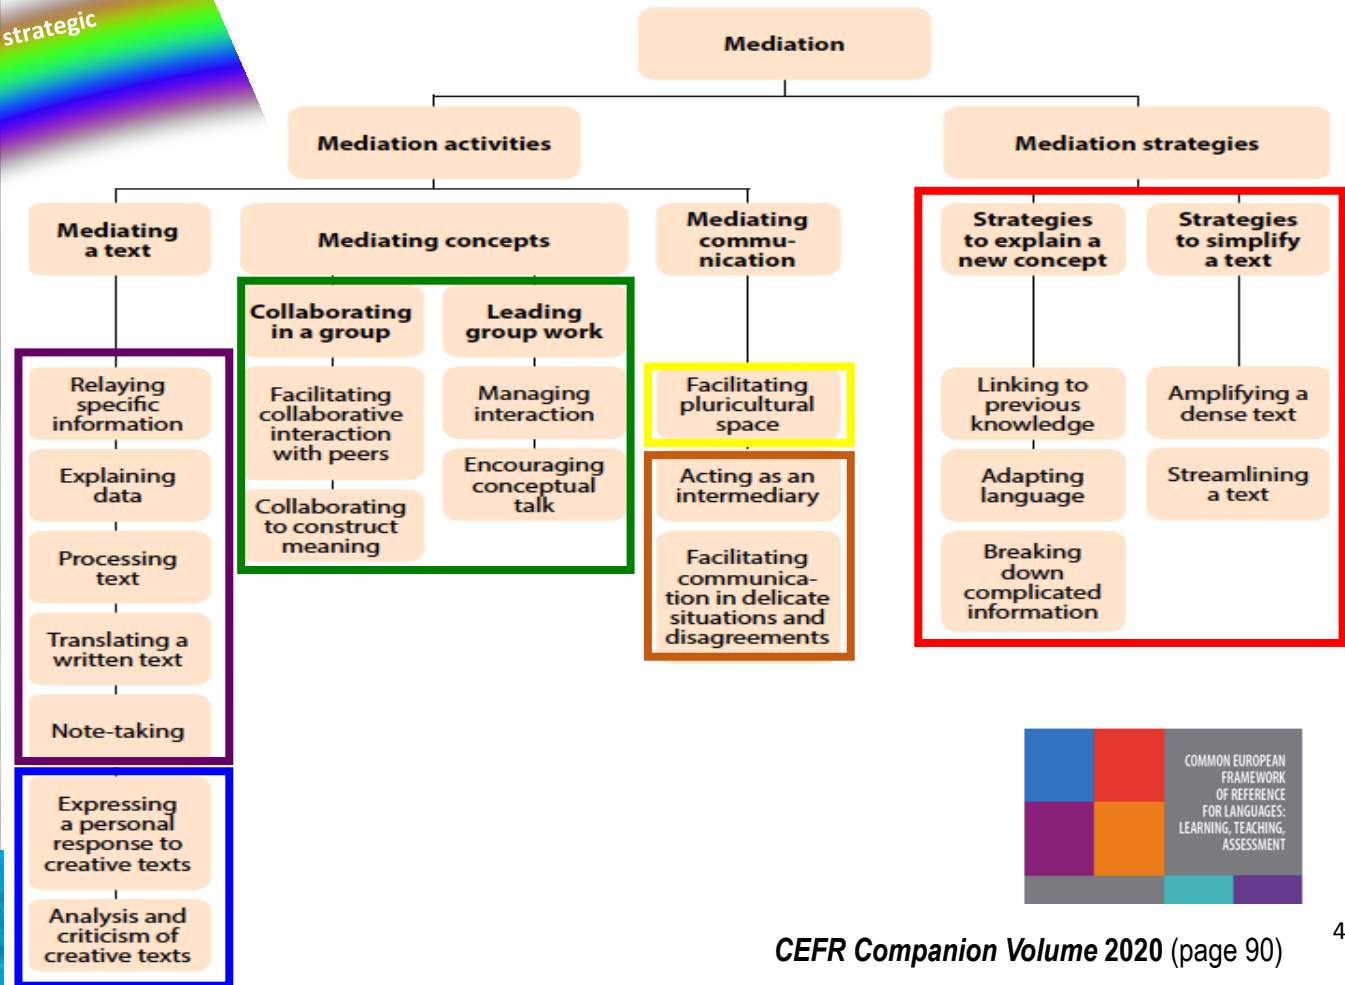 strategic
Mediation
Mediation activities
Mediation strategies
Mediating
a text
Mediating concepts
Mediating
commu-
nication
Strategies
to explain a
new concept
Strategies
to simplify
a text
Collaborating
in a group
Leading
group work
Relaying
specific
information
Explaining
data
Processing
text
Translating a
written text
Note-taking
Expressing
a personal
response to
creative texts
Analysis and
criticism of
creative texts
Facilitating
collaborative
interaction
with peers
Collaborating
to construct
meaning
Managing
interaction
Encouraging
conceptual
talk
Facilitating
pluricultural
space
Acting as an
intermediary
Facilitating
communica-
tion in delicate
situations and
disagreements
Linking to
previous
knowledge
Adapting
language
Breaking
down
complicated
information
Amplifying a
dense text
Streamlining
a text
COMMON EUROPEAN
FRAMEWORK
OF REFERENCE
FOR LANGUAGES:
LEARNING, TEACHING,
ASSESSMENT
CEFR Companion Volume 2020 (page 90)
4